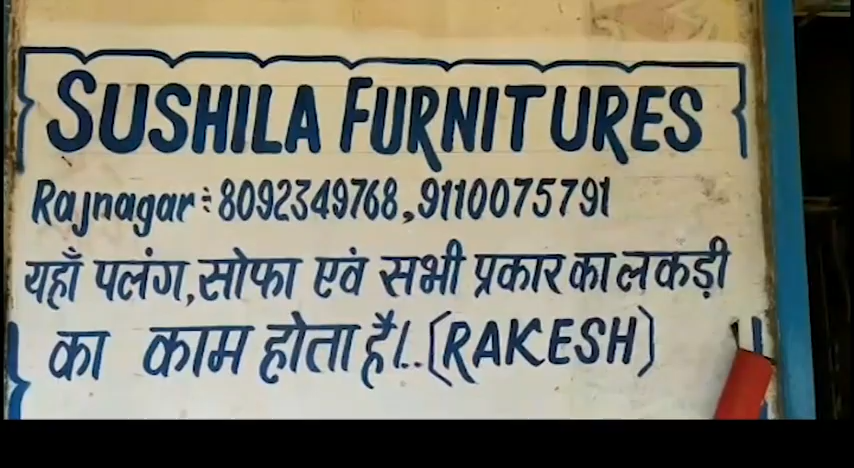 SUSHILA FURNITURES
Rajnagar: 8092349768, 9110075791
यहाँ पलंग, सोफा एवं सभी प्रकार का लकड़ी
का काम होता है।..(RAKESH)